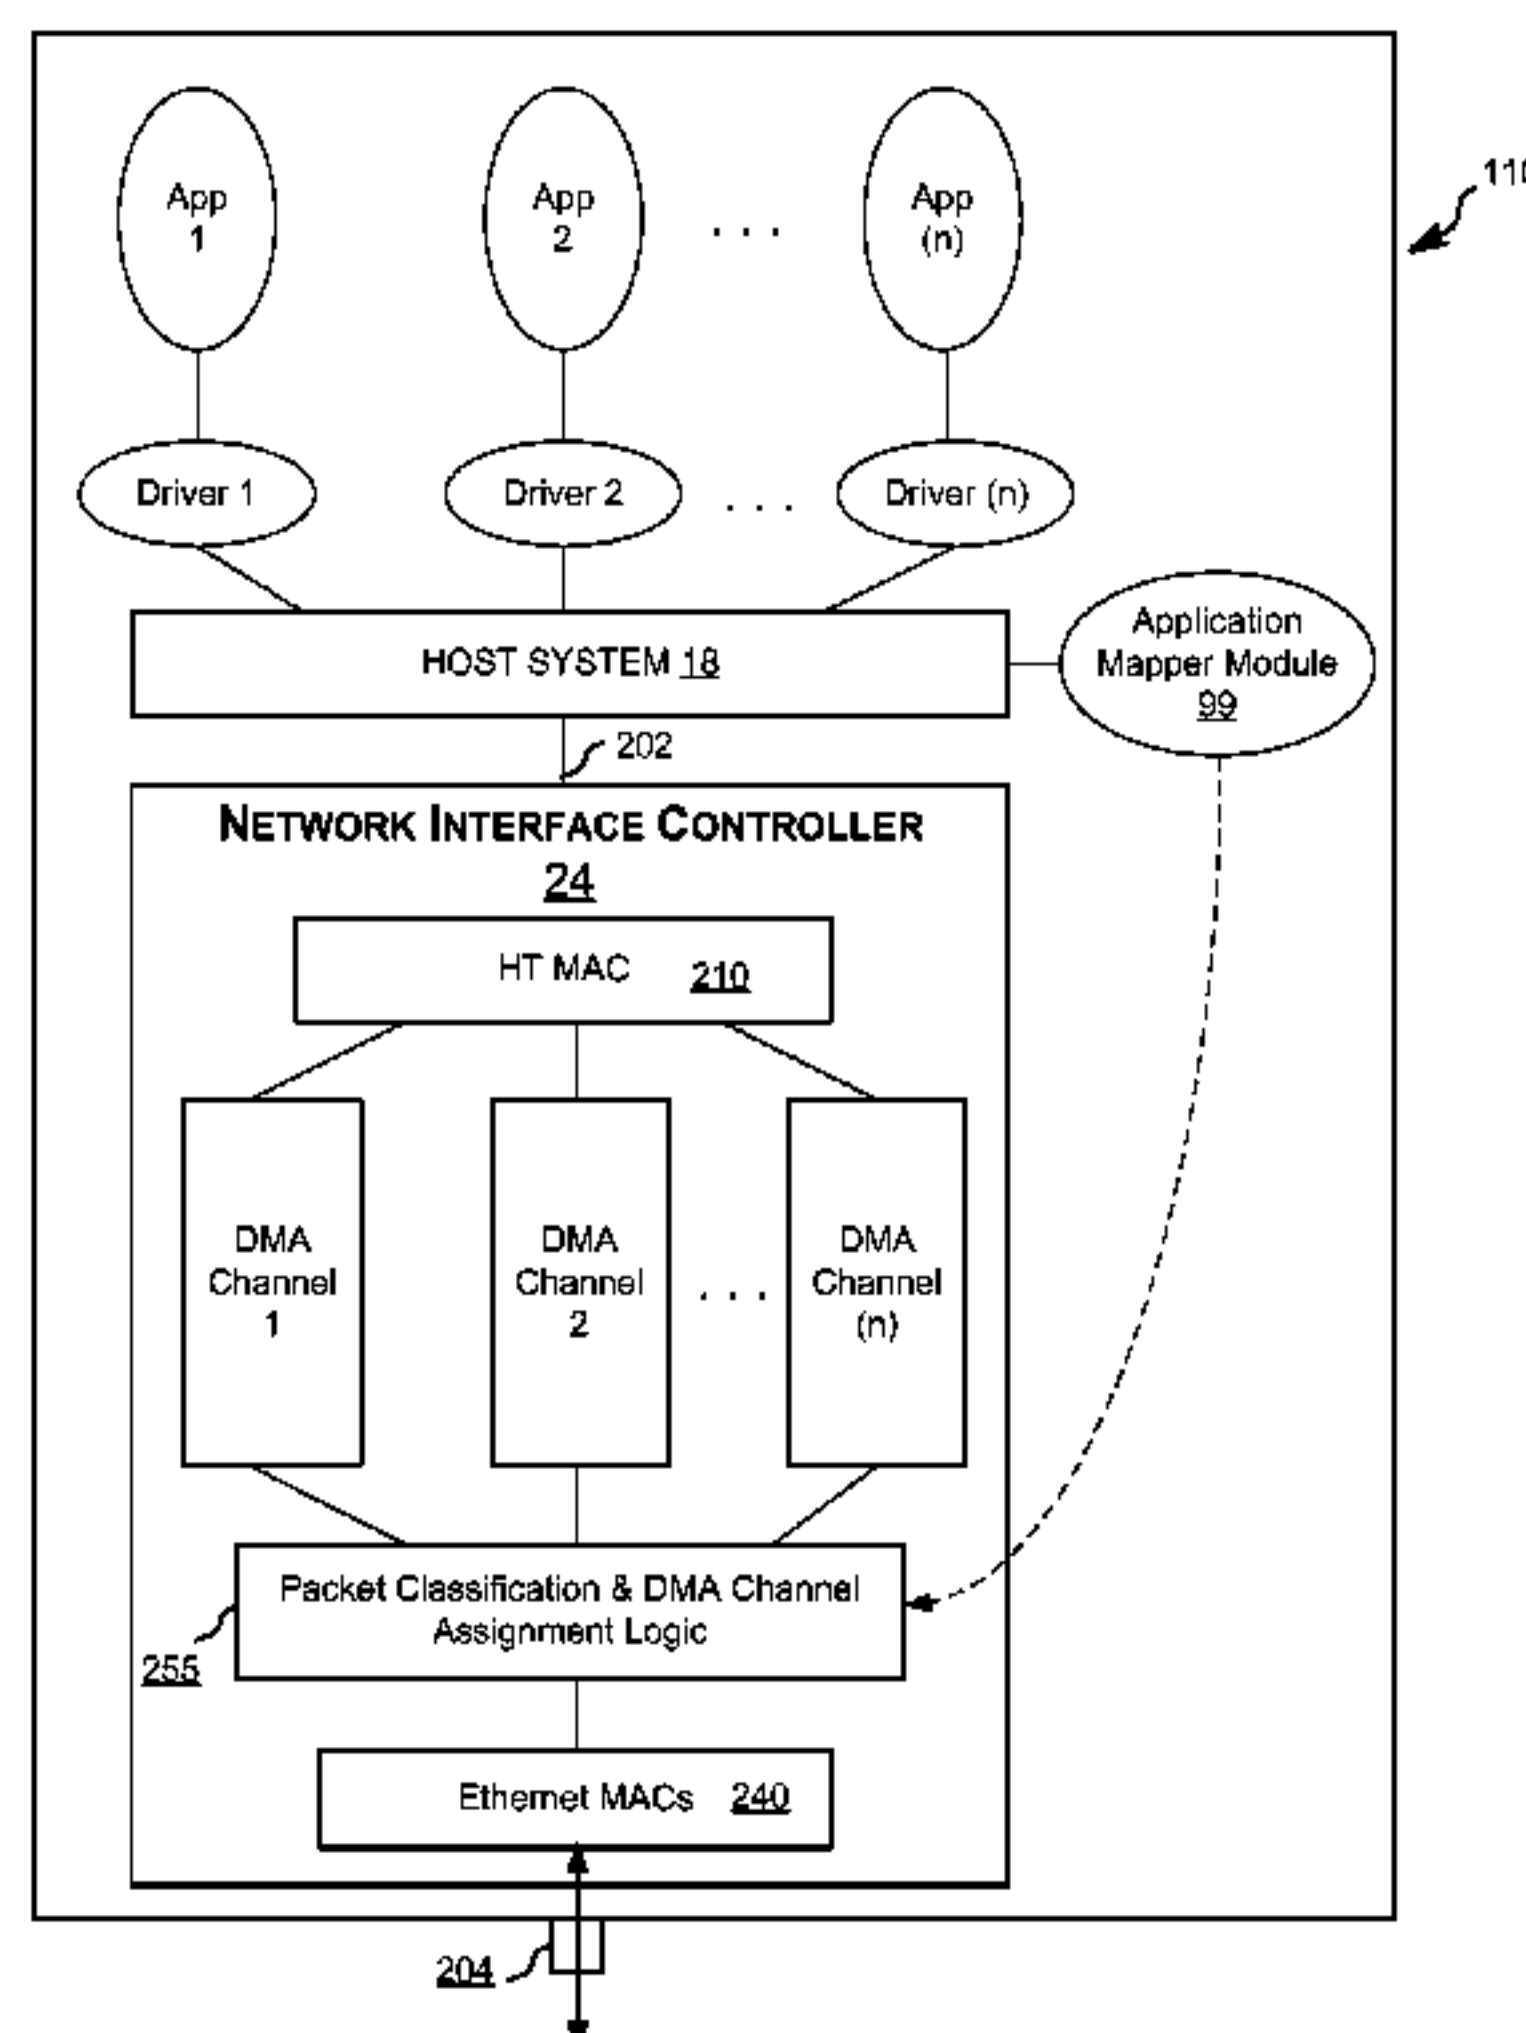 App
1
App
2
. . .
App
(n)
110
Driver 1
Driver 2
. . .
Driver (n)
HOST SYSTEM 18
Application
Mapper Module
99
202
NETWORK INTERFACE CONTROLLER
24
HT MAC 210
DMA
Channel
1
DMA
Channel
2
. . .
DMA
Channel
(n)
Packet Classification & DMA Channel
Assignment Logic
255
Ethernet MACs 240
204